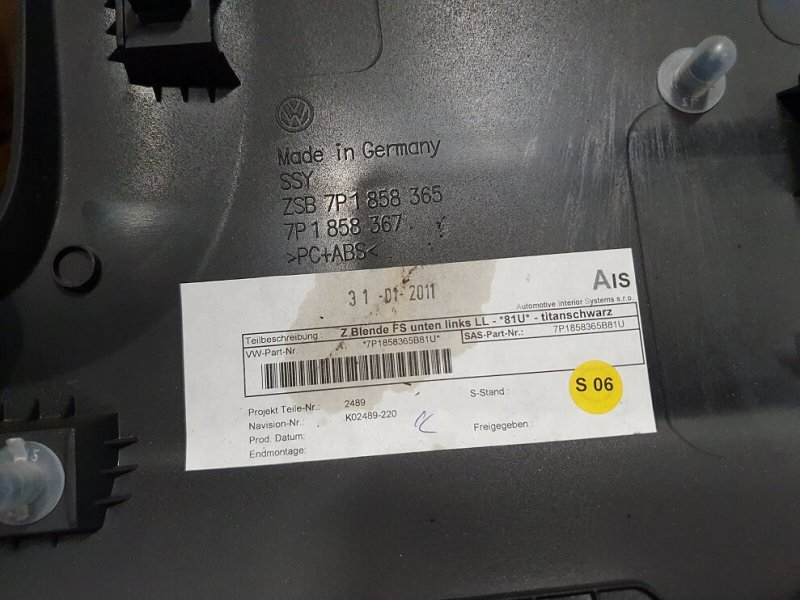 Made in Germany
SSY
ZSB 7P1 858 365
7P1 858 367
>PC+ABS<
31-01-2011
AIS
Automotive Interior Systems s.r.o.
Teilbeschreibung: Z Blende FS unten links LL - *81U* - titanschwarz
VW-Part-Nr *7P1858365B81U* SAS-Part-Nr.: 7P1858365B81U
Projekt Teile-Nr.: 2489 S-Stand : S 06
Navision-Nr.: K02489-220
Prod. Datum: Freigegeben :
Endmontage: